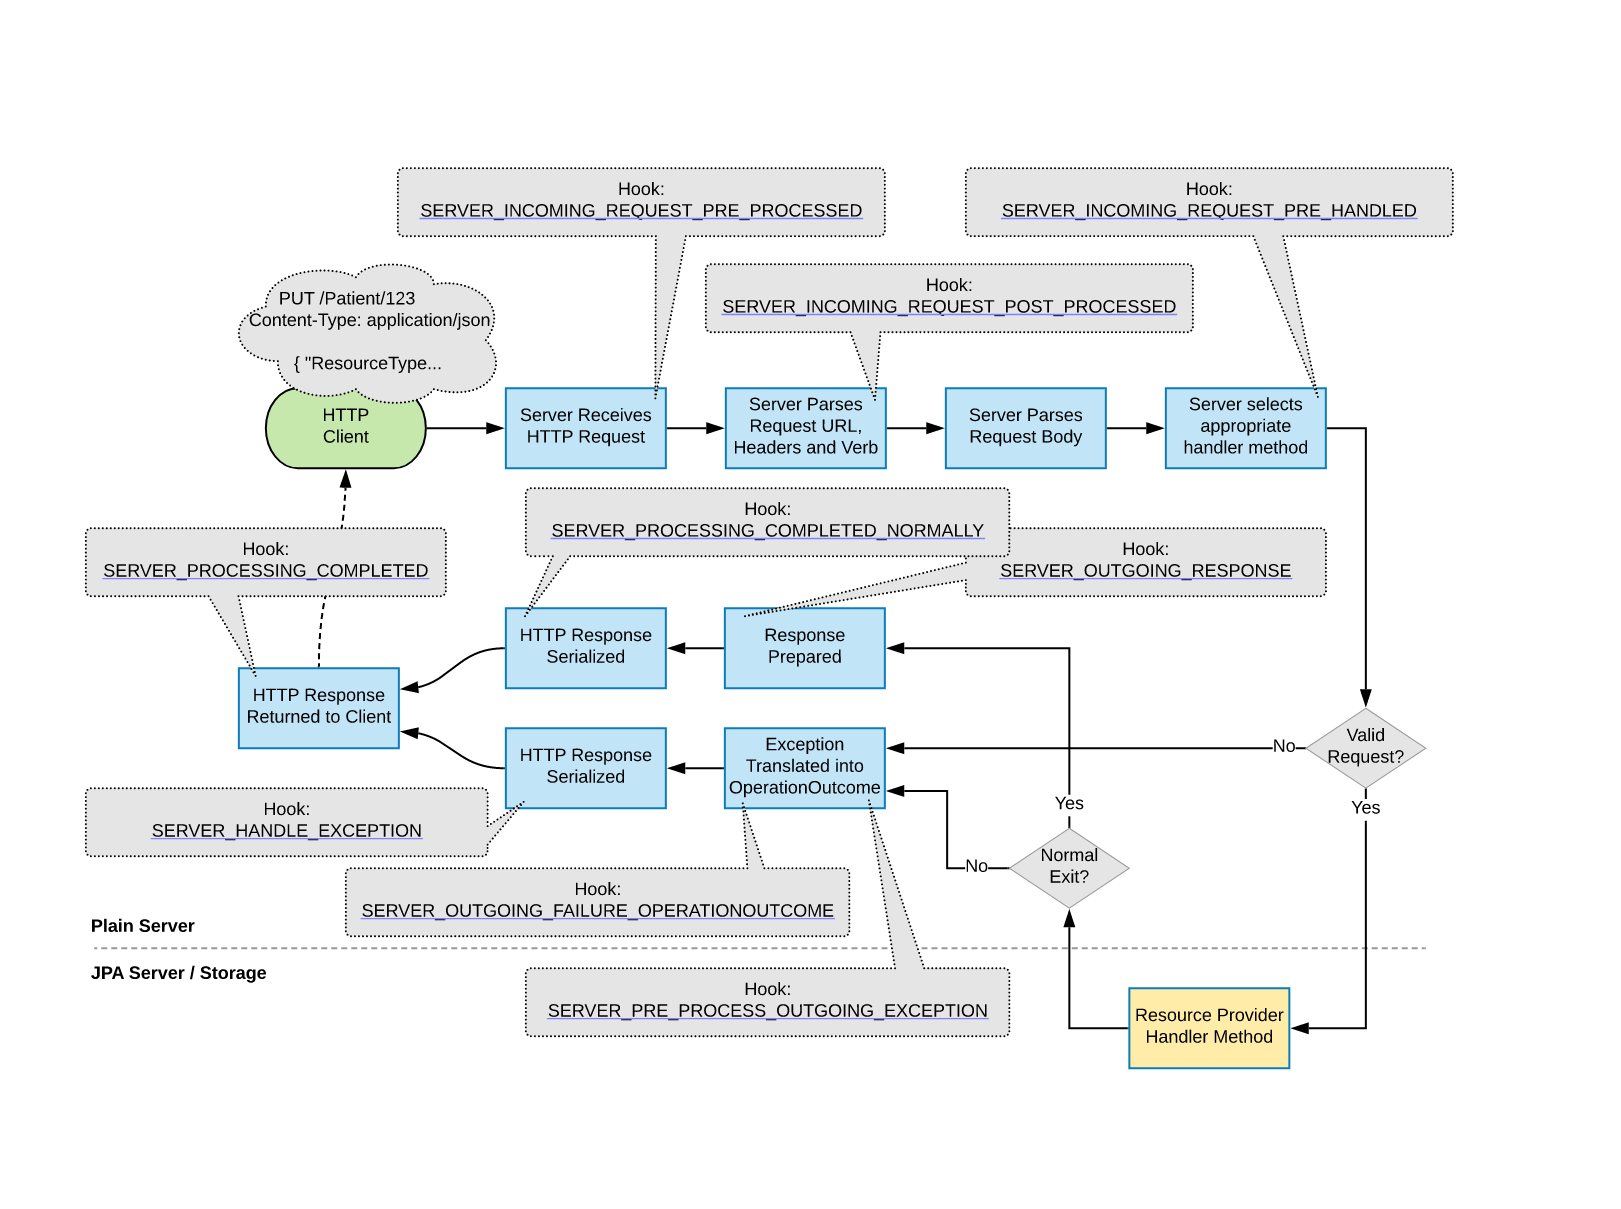 Hook:
SERVER_INCOMING_REQUEST_PRE_PROCESSED
Hook:
SERVER_INCOMING_REQUEST_PRE_HANDLED
Hook:
SERVER_INCOMING_REQUEST_POST_PROCESSED
PUT /Patient/123
Content-Type: application/json
{ "ResourceType...
HTTP
Client
Server Receives
HTTP Request
Server Parses
Request URL,
Headers and Verb
Server Parses
Request Body
Server selects
appropriate
handler method
Hook:
SERVER_PROCESSING_COMPLETED_NORMALLY
Hook:
SERVER_OUTGOING_RESPONSE
Hook:
SERVER_PROCESSING_COMPLETED
HTTP Response
Serialized
Response
Prepared
HTTP Response
Returned to Client
HTTP Response
Serialized
Exception
Translated into
OperationOutcome
No
Valid
Request?
Yes
Yes
Hook:
SERVER_HANDLE_EXCEPTION
No
Normal
Exit?
Hook:
SERVER_OUTGOING_FAILURE_OPERATIONOUTCOME
Plain Server
JPA Server / Storage
Hook:
SERVER_PRE_PROCESS_OUTGOING_EXCEPTION
Resource Provider
Handler Method